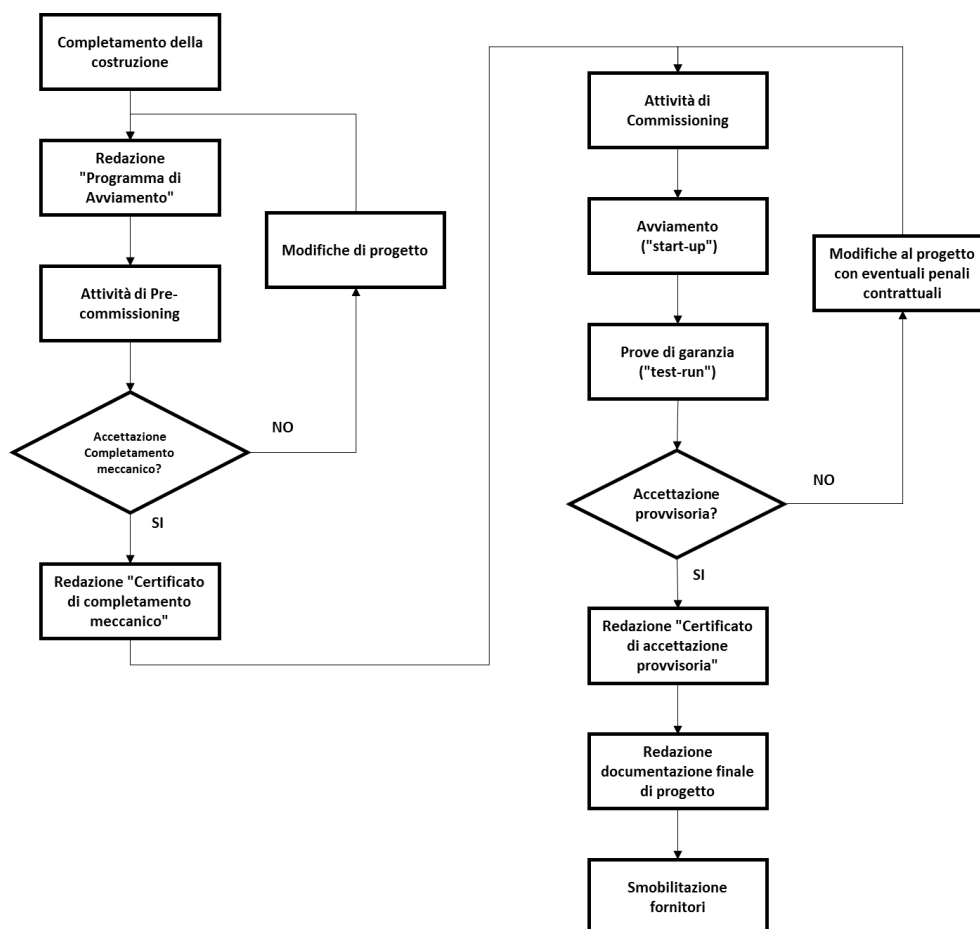 Completamento della
costruzione
Redazione
"Programma di
Avviamento"
Modifiche di progetto
Attività di Pre-
commissioning
Accettazione
Completamento
meccanico?
NO
SI
Redazione "Certificato
di completamento
meccanico"
Attività di
Commissioning
Avviamento
("start-up")
Modifiche al progetto
con eventuali penali
contrattuali
Prove di garanzia
("test-run")
Accettazione
provvisoria?
NO
SI
Redazione "Certificato
di accettazione
provvisoria"
Redazione
documentazione finale
di progetto
Smobilitazione
fornitori